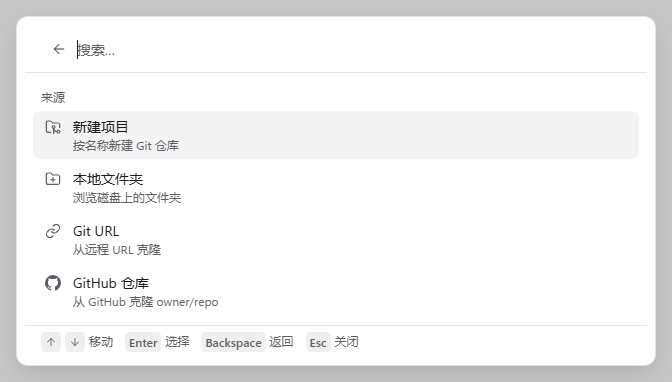 搜索...
来源
新建项目
按名称新建 Git 仓库
本地文件夹
浏览磁盘上的文件夹
Git URL
从远程 URL 克隆
GitHub 仓库
从 GitHub 克隆 owner/repo
↑ ↓ 移动 Enter 选择 Backspace 返回 Esc 关闭